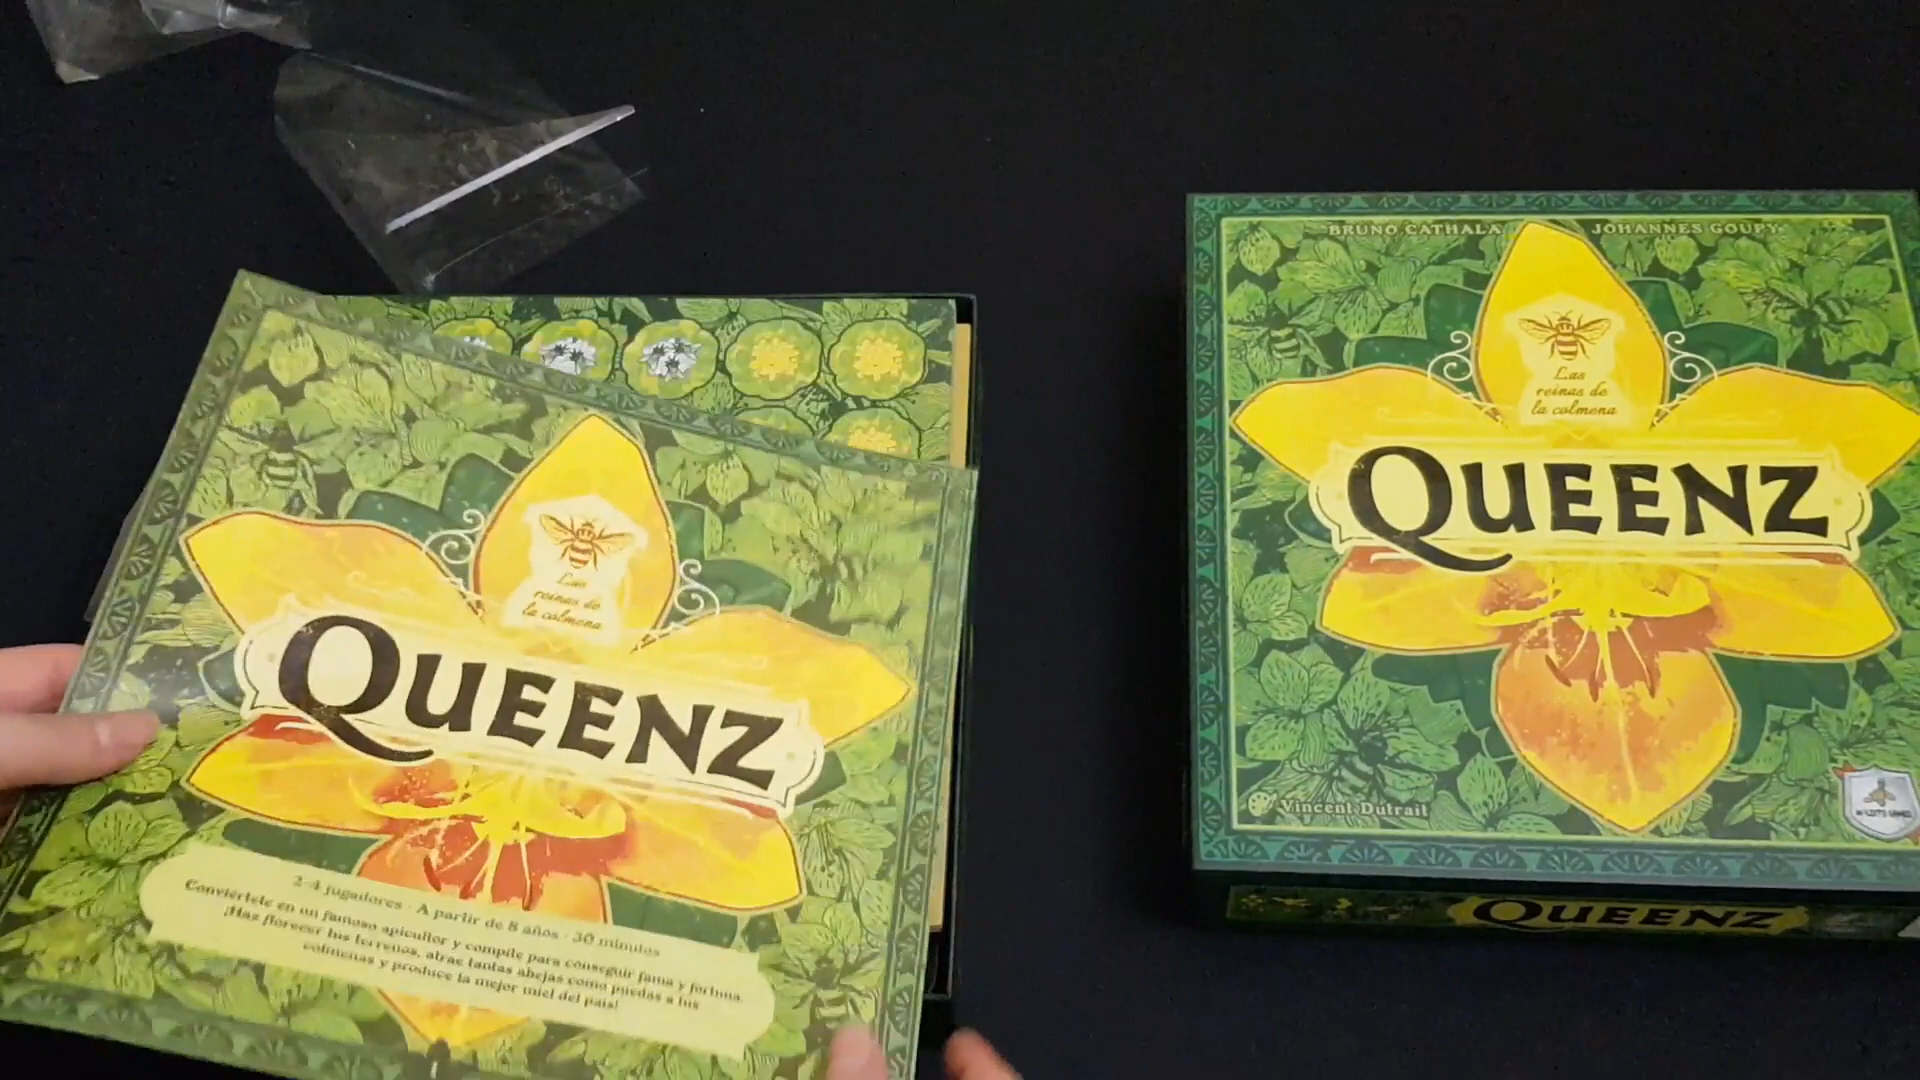 Las
reinas de
la colmena
QUEENZ
2-4 jugadores · A partir de 8 años · 30 minutos
Conviértete en un famoso apicultor y compite para conseguir fama y fortuna.
¡Haz florecer tus terrenos, atrae tantas abejas como puedas a tus
colmenas y produce la mejor miel del país!
BRUNO CATHALA JOHANNES GOUPY
Las
reinas de
la colmena
QUEENZ
Vincent Dutrait
QUEENZ